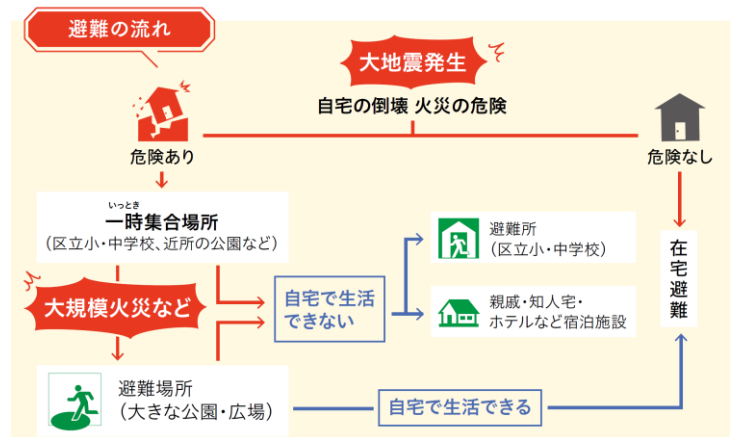 避難の流れ
大地震発生
自宅の倒壊 火災の危険
危険あり
危険なし
いっとき
一時集合場所
（区立小・中学校、近所の公園など）
大規模火災など
自宅で生活
できない
避難所
（区立小・中学校）
親戚・知人宅・
ホテルなど宿泊施設
在宅避難
避難場所
（大きな公園・広場）
自宅で生活できる